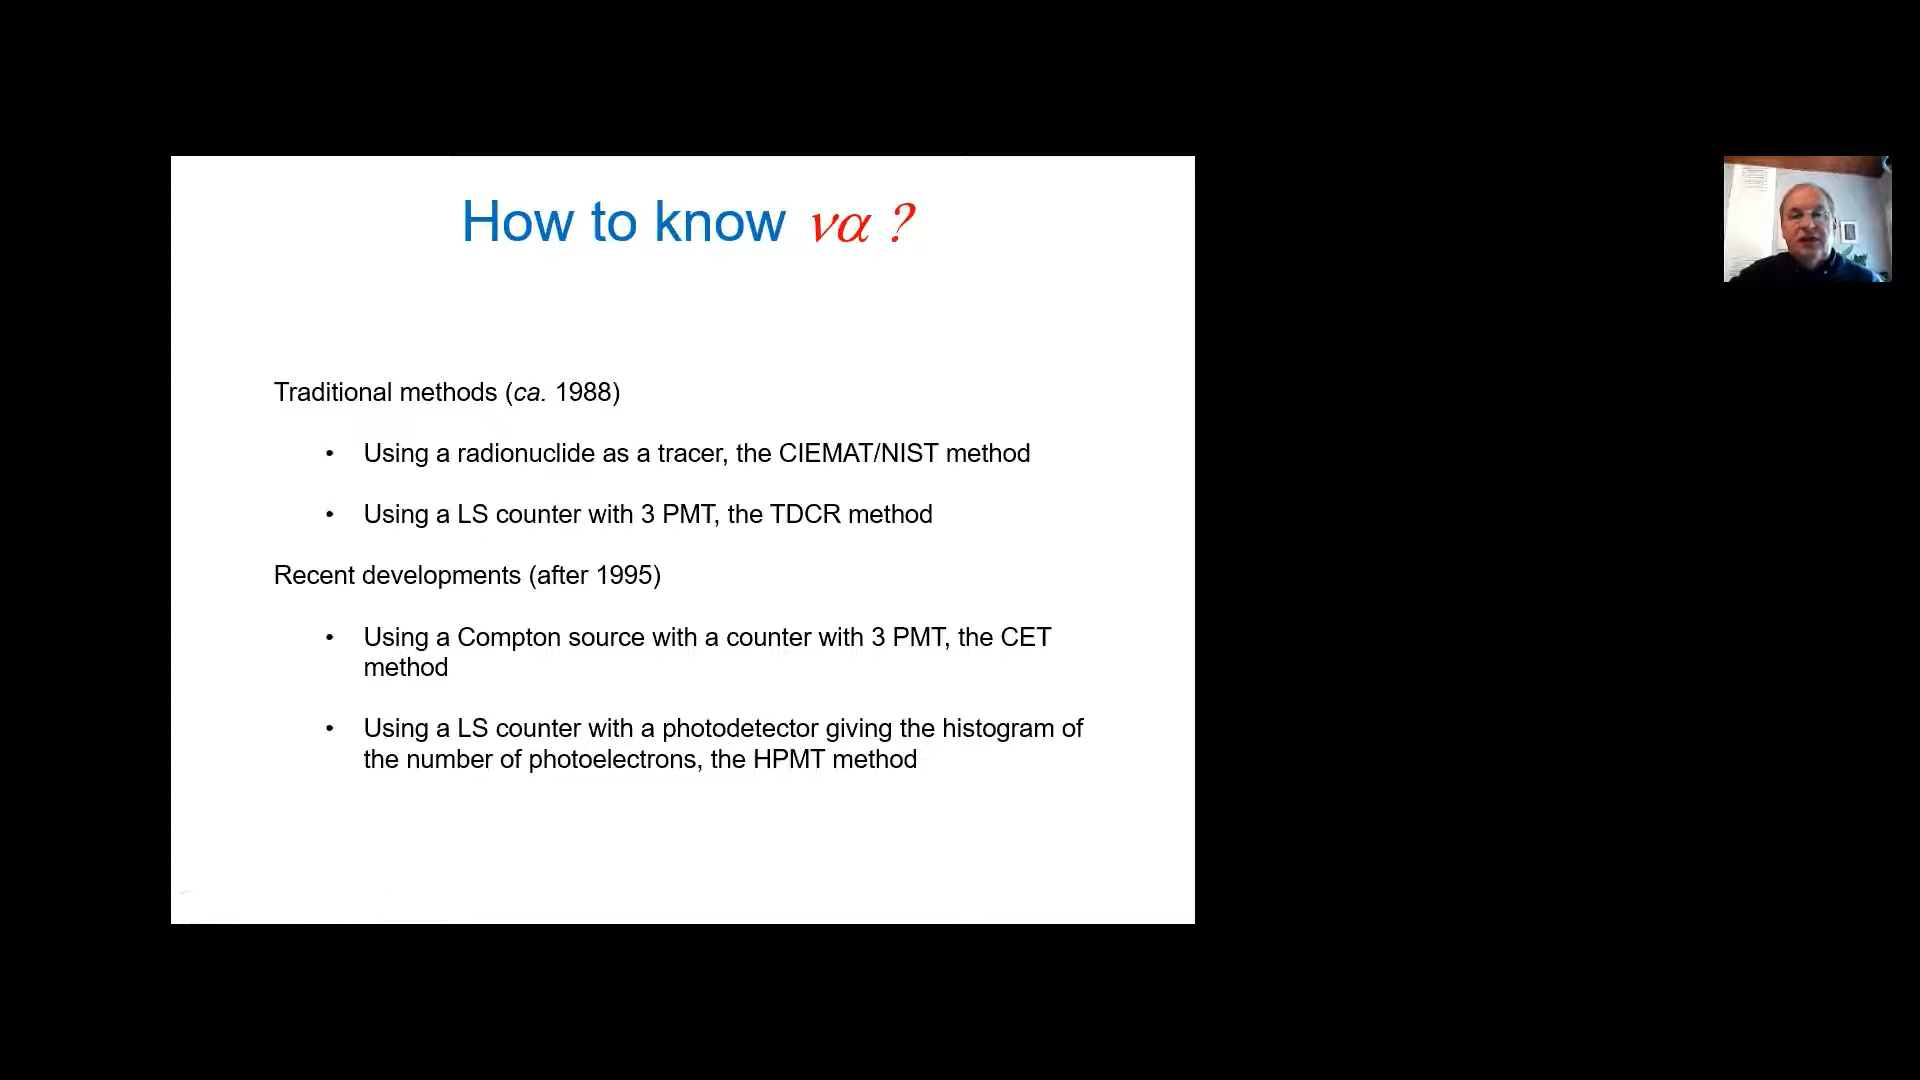 How to know να ?
Traditional methods (ca. 1988)
• Using a radionuclide as a tracer, the CIEMAT/NIST method
• Using a LS counter with 3 PMT, the TDCR method
Recent developments (after 1995)
• Using a Compton source with a counter with 3 PMT, the CET
method
• Using a LS counter with a photodetector giving the histogram of
the number of photoelectrons, the HPMT method